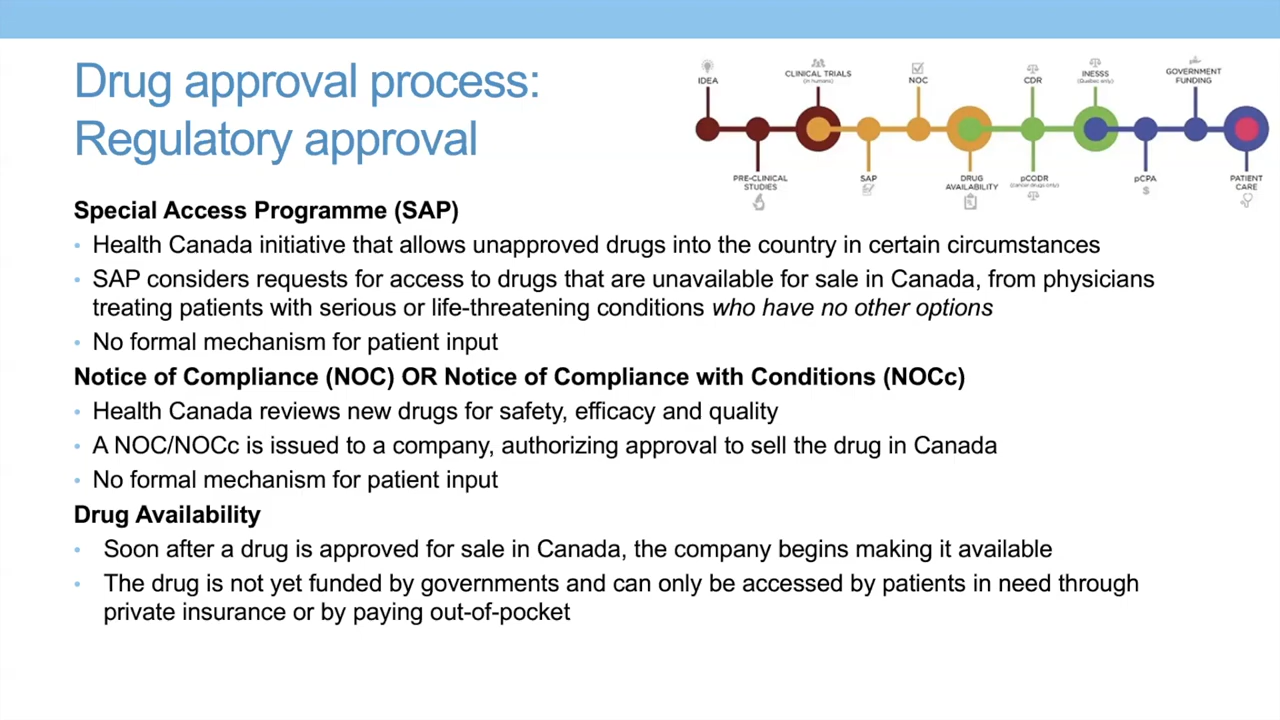 Drug approval process:
Regulatory approval
IDEA
CLINICAL TRIALS
(in humans)
NOC
CDR
INESSS
(Quebec only)
GOVERNMENT
FUNDING
PRE-CLINICAL
STUDIES
SAP
DRUG
AVAILABILITY
pCODR
(cancer drugs only)
pCPA
$
PATIENT
CARE
Special Access Programme (SAP)
• Health Canada initiative that allows unapproved drugs into the country in certain circumstances
• SAP considers requests for access to drugs that are unavailable for sale in Canada, from physicians
treating patients with serious or life-threatening conditions who have no other options
• No formal mechanism for patient input
Notice of Compliance (NOC) OR Notice of Compliance with Conditions (NOCc)
• Health Canada reviews new drugs for safety, efficacy and quality
• A NOC/NOCc is issued to a company, authorizing approval to sell the drug in Canada
• No formal mechanism for patient input
Drug Availability
• Soon after a drug is approved for sale in Canada, the company begins making it available
• The drug is not yet funded by governments and can only be accessed by patients in need through
private insurance or by paying out-of-pocket